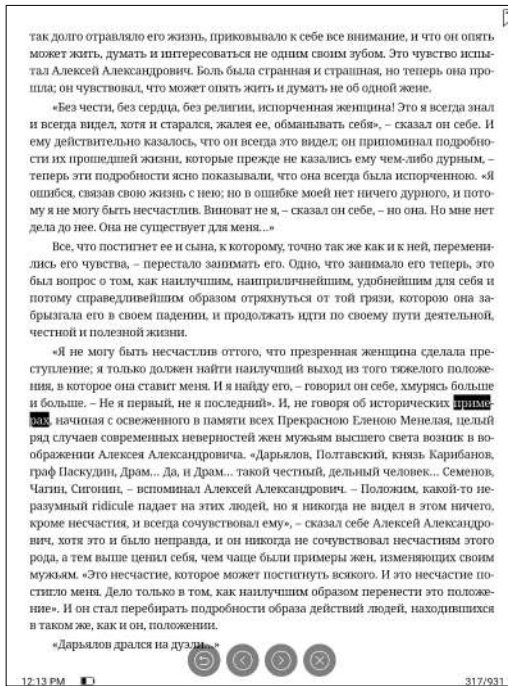 так долго отравляло его жизнь, приковывало к себе все внимание, и что он опять
может жить, думать и интересоваться не одним своим зубом. Это чувство испы-
тал Алексей Александрович. Боль была странная и страшная, но теперь она про-
шла; он чувствовал, что может опять жить и думать не об одной жене.
«Без чести, без сердца, без религии, испорченная женщина! Это я всегда знал
и всегда видел, хотя и старался, жалея ее, обманывать себя», – сказал он себе. И
ему действительно казалось, что он всегда это видел; он припоминал подробно-
сти их прошедшей жизни, которые прежде не казались ему чем-либо дурным, –
теперь эти подробности ясно показывали, что она всегда была испорченною. «Я
ошибся, связав свою жизнь с нею; но в ошибке моей нет ничего дурного, и пото-
му я не могу быть несчастлив. Виноват не я, – сказал он себе, – но она. Но мне нет
дела до нее. Она не существует для меня...»
Все, что постигнет ее и сына, к которому, точно так же как и к ней, перемени-
лись его чувства, – перестало занимать его. Одно, что занимало его теперь, это
был вопрос о том, как наилучшим, наиприличнейшим, удобнейшим для себя и
потому справедливейшим образом отряхнуться от той грязи, которою она за-
брызгала его в своем падении, и продолжать идти по своему пути деятельной,
честной и полезной жизни.
«Я не могу быть несчастлив оттого, что презренная женщина сделала пре-
ступление; я только должен найти наилучший выход из того тяжелого положе-
ния, в которое она ставит меня. И я найду его, – говорил он себе, хмурясь больше
и больше. – Не я первый, не я последний». И, не говоря об исторических приме-
рах, начиная с освеженного в памяти всех Прекрасною Еленою Менелая, целый
ряд случаев современных неверностей жен мужьям высшего света возник в во-
ображении Алексея Александровича. «Дарьялов, Полтавский, князь Карибанов,
граф Паскудин, Драм... Да, и Драм... такой честный, дельный человек... Семенов,
Чагин, Сигонин, – вспоминал Алексей Александрович. – Положим, какой-то не-
разумный ridicule падает на этих людей, но я никогда не видел в этом ничего,
кроме несчастия, и всегда сочувствовал ему», – сказал себе Алексей Александро-
вич, хотя это и было неправда, и он никогда не сочувствовал несчастиям этого
рода, а тем выше ценил себя, чем чаще были примеры жен, изменяющих своим
мужьям. «Это несчастие, которое может постигнуть всякого. И это несчастие по-
стигло меня. Дело только в том, как наилучшим образом перенести это положе-
ние». И он стал перебирать подробности образа действий людей, находившихся
в таком же, как и он, положении.
«Дарьялов дрался на дуэли...»
12:13 PM 317/931